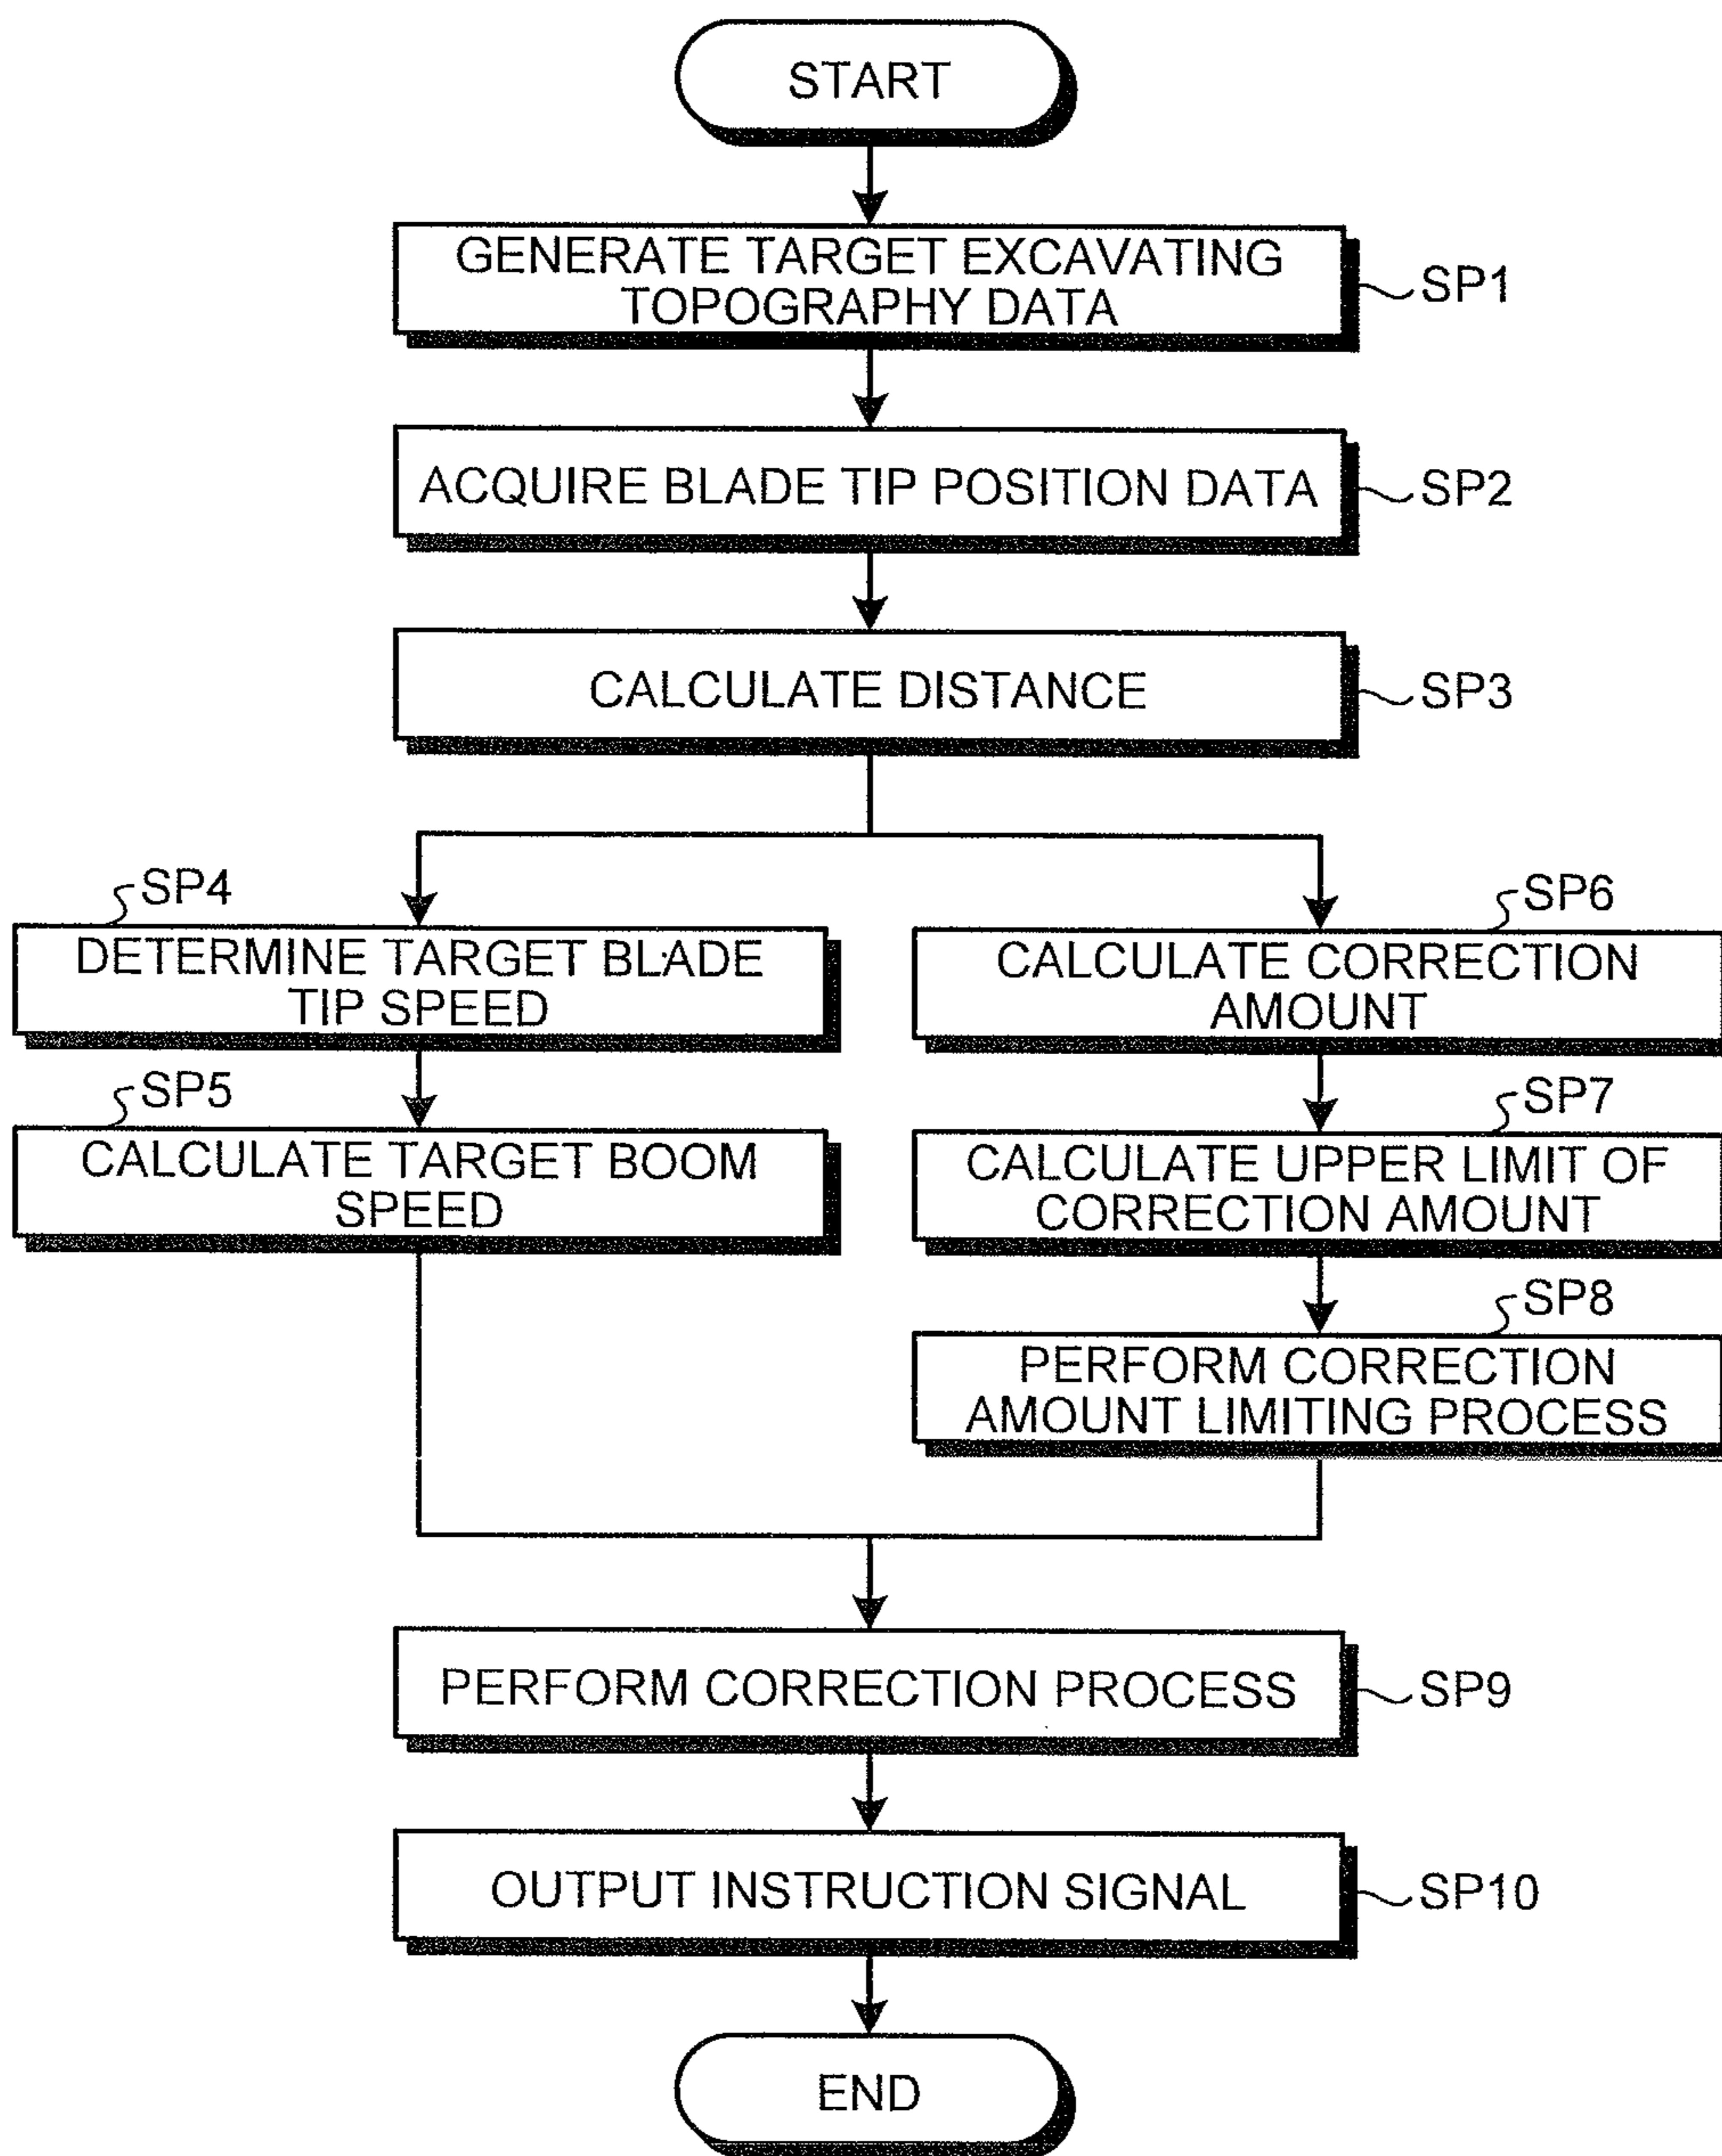 START
GENERATE TARGET EXCAVATING
TOPOGRAPHY DATA
SP1
ACQUIRE BLADE TIP POSITION DATA
SP2
CALCULATE DISTANCE
SP3
SP4
DETERMINE TARGET BLADE
TIP SPEED
SP5
CALCULATE TARGET BOOM
SPEED
SP6
CALCULATE CORRECTION
AMOUNT
SP7
CALCULATE UPPER LIMIT OF
CORRECTION AMOUNT
SP8
PERFORM CORRECTION
AMOUNT LIMITING PROCESS
PERFORM CORRECTION PROCESS
SP9
OUTPUT INSTRUCTION SIGNAL
SP10
END